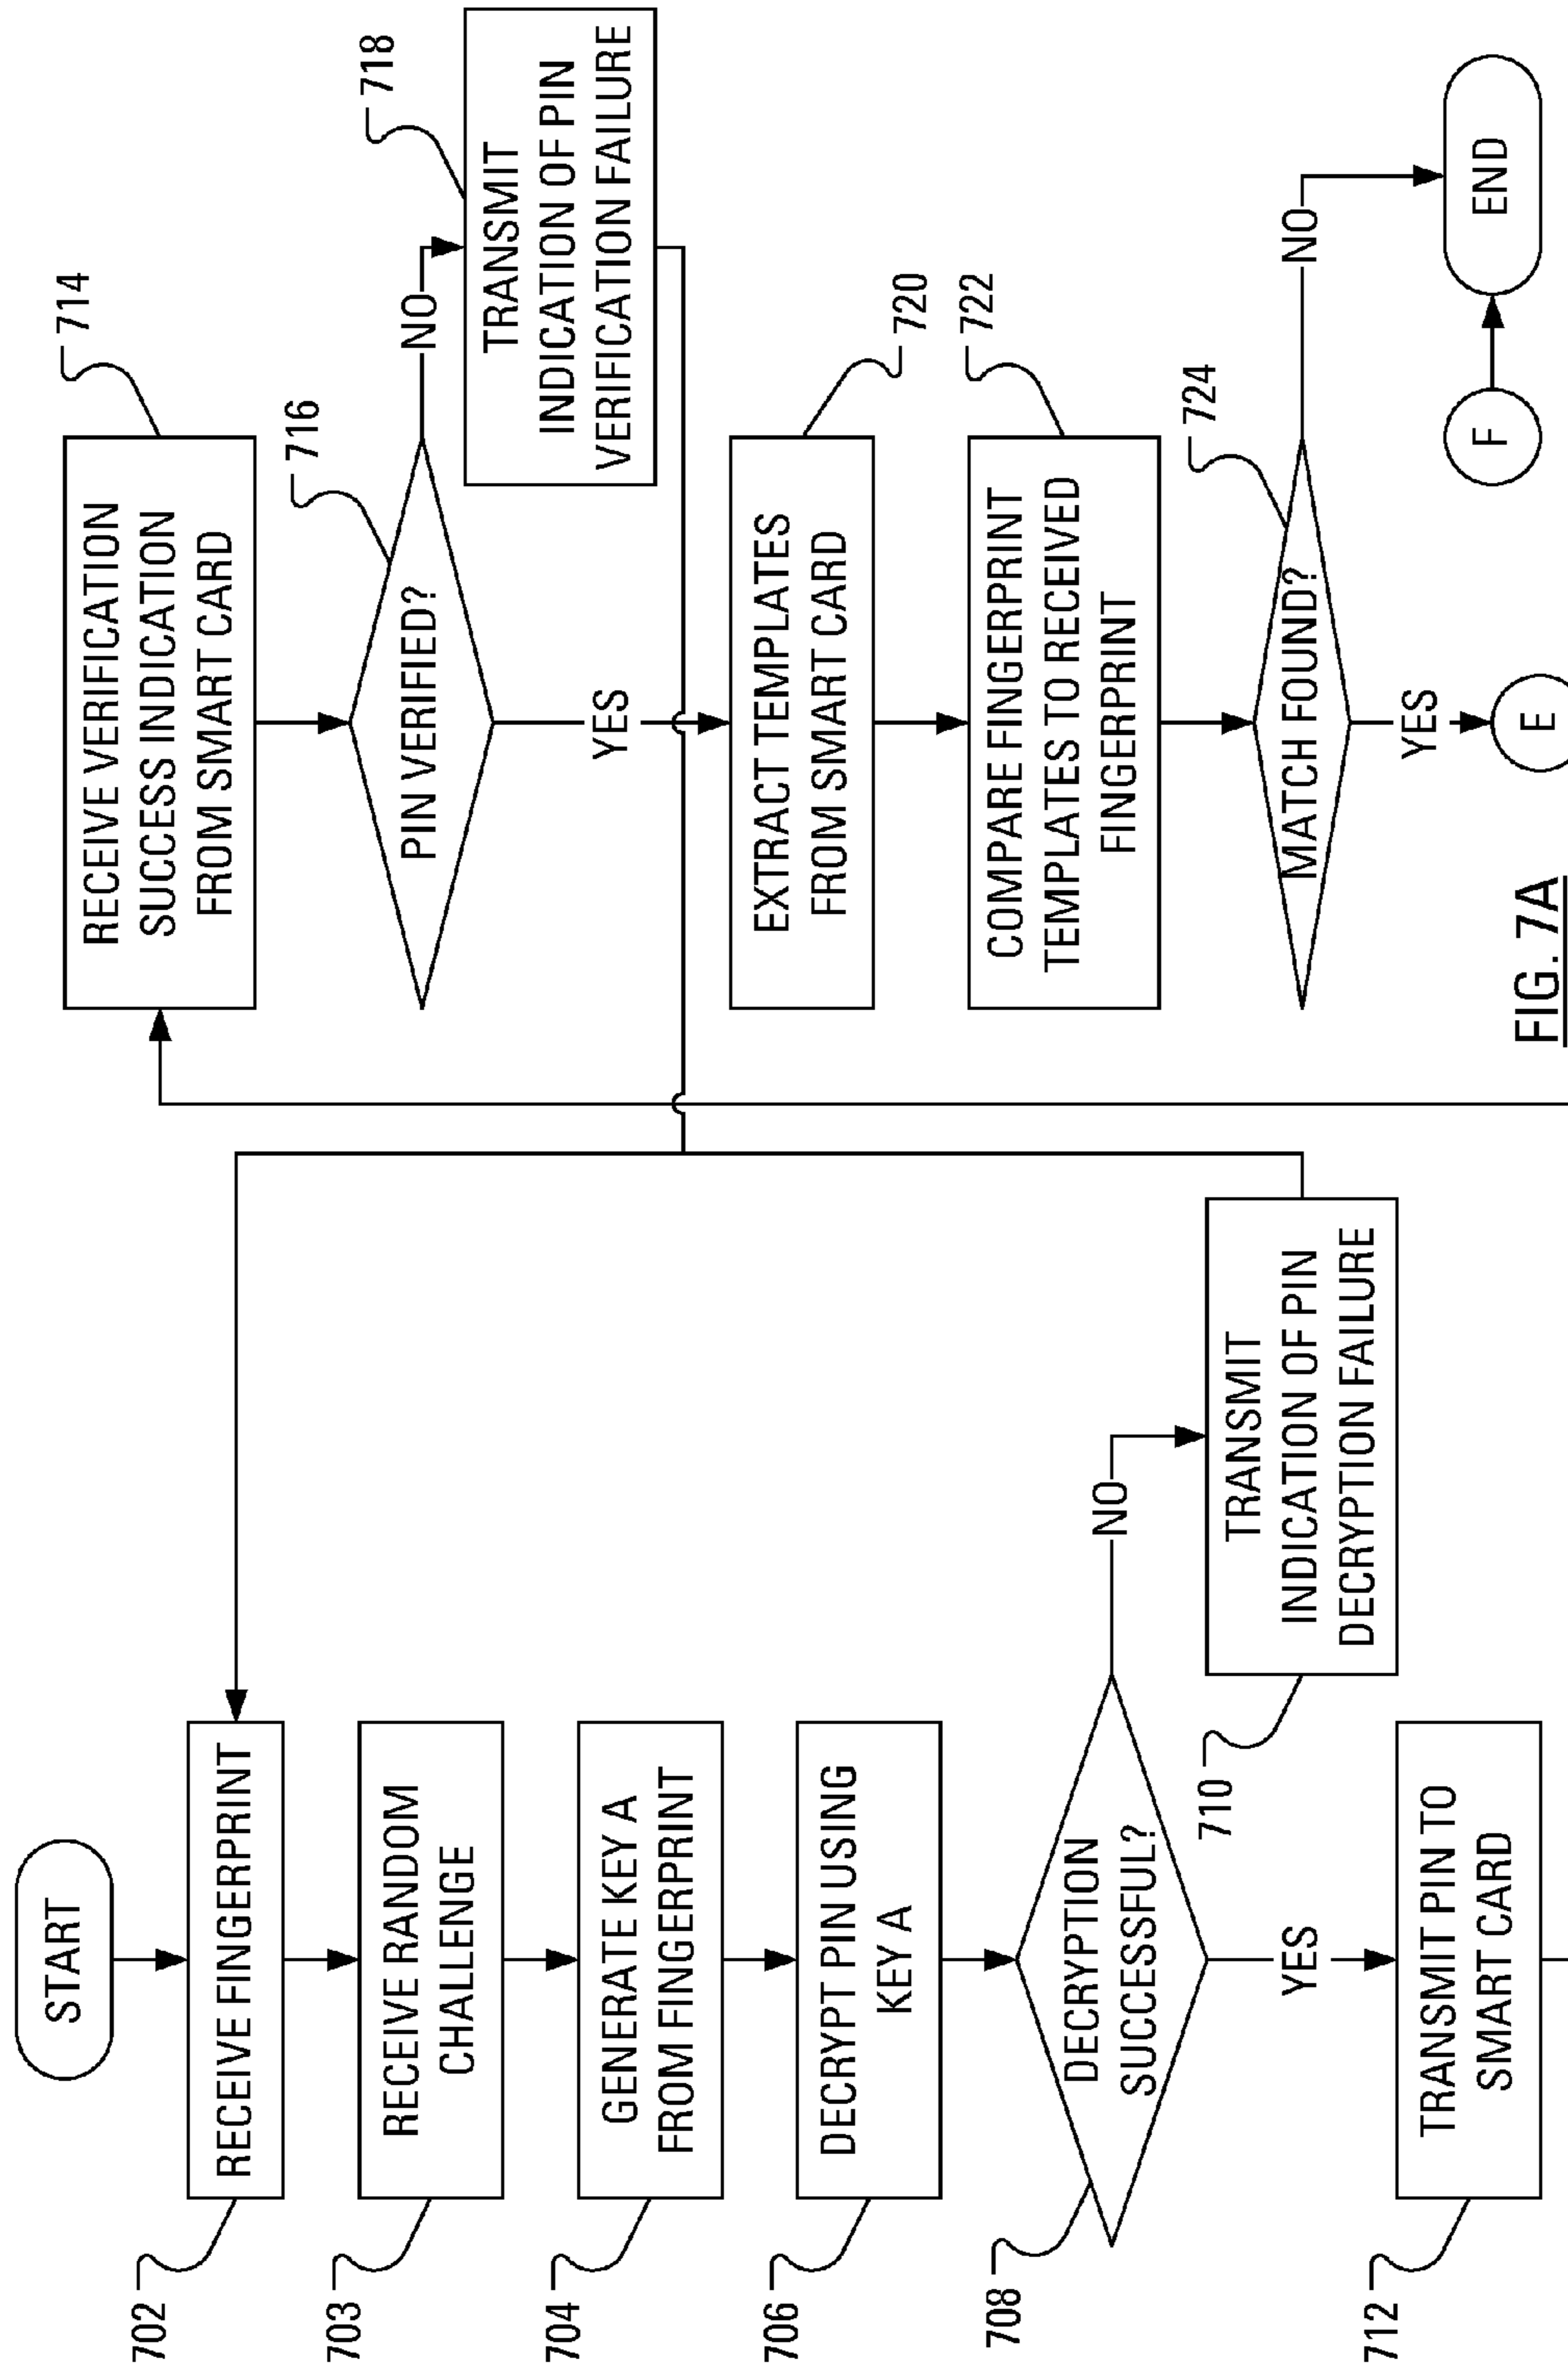 START
702
RECEIVE FINGERPRINT
703
RECEIVE RANDOM
CHALLENGE
704
GENERATE KEY A
FROM FINGERPRINT
706
DECRYPT PIN USING
KEY A
708
DECRYPTION
SUCCESSFUL?
NO
YES
710
TRANSMIT
INDICATION OF PIN
DECRYPTION FAILURE
712
TRANSMIT PIN TO
SMART CARD
714
RECEIVE VERIFICATION
SUCCESS INDICATION
FROM SMART CARD
716
PIN VERIFIED?
NO
YES
718
TRANSMIT
INDICATION OF PIN
VERIFICATION FAILURE
720
EXTRACT TEMPLATES
FROM SMART CARD
722
COMPARE FINGERPRINT
TEMPLATES TO RECEIVED
FINGERPRINT
724
MATCH FOUND?
NO
YES
E
F
END
FIG. 7A